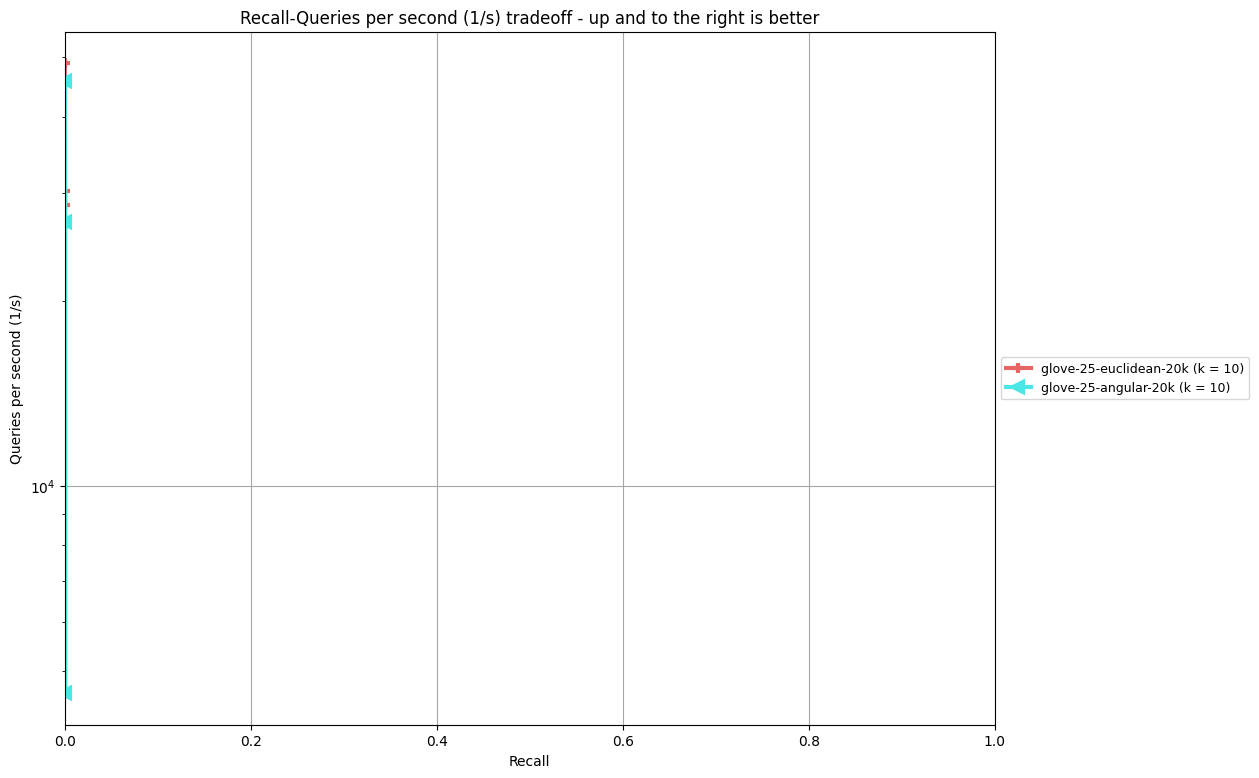 Recall-Queries per second (1/s) tradeoff - up and to the right is better
Queries per second (1/s)
10⁴
0.0 0.2 0.4 0.6 0.8 1.0
Recall
glove-25-euclidean-20k (k = 10)
glove-25-angular-20k (k = 10)